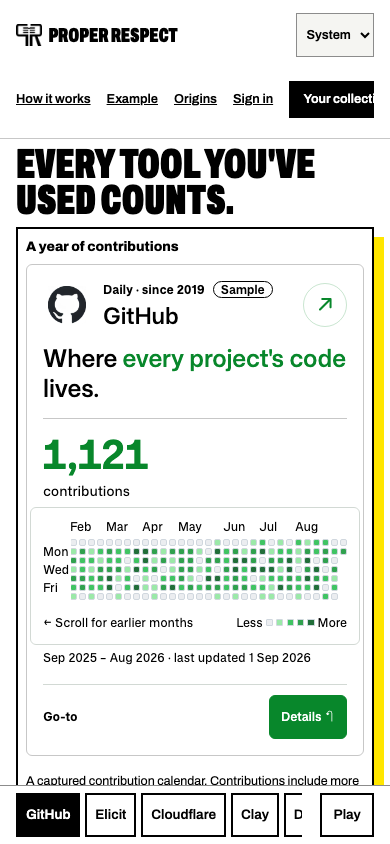 PROPER RESPECT
System
How it works Example Origins Sign in Your collecti
EVERY TOOL YOU'VE
USED COUNTS.
A year of contributions
Daily · since 2019 Sample
GitHub
Where every project's code
lives.
1,121
contributions
Feb Mar Apr May Jun Jul Aug
Mon
Wed
Fri
← Scroll for earlier months Less More
Sep 2025 – Aug 2026 · last updated 1 Sep 2026
Go-to Details
A captured contribution calendar. Contributions include more
GitHub Elicit Cloudflare Clay D Play